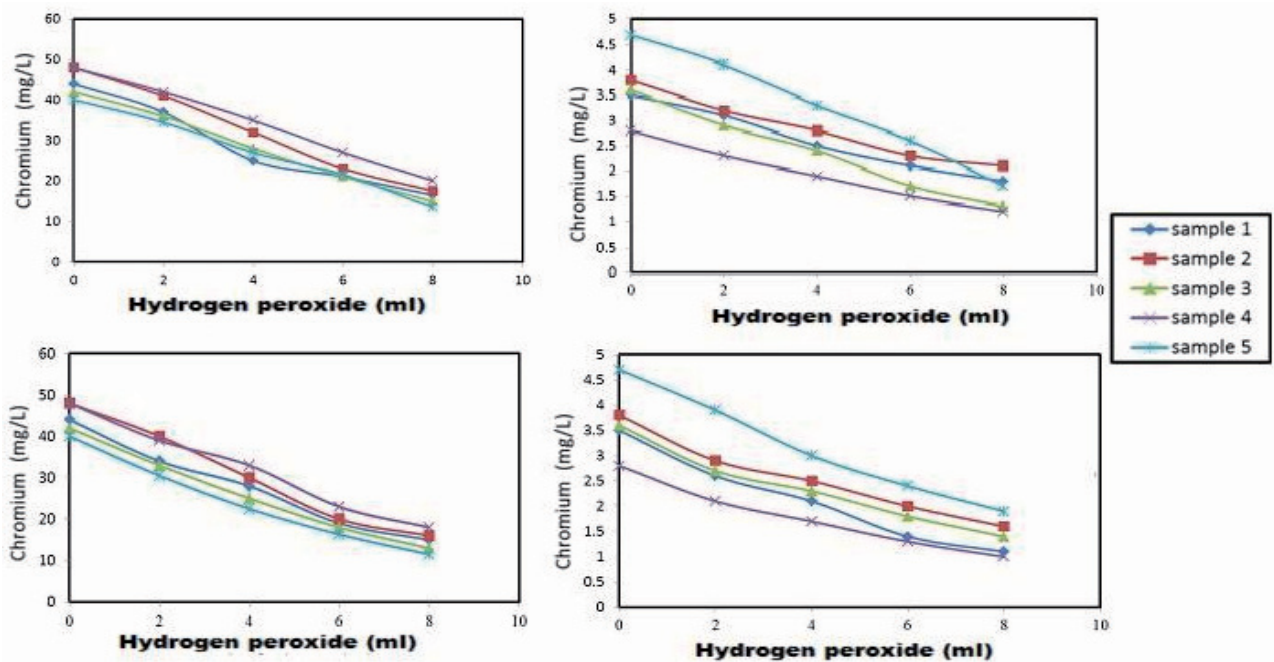 60
50
40
30
20
10
0
Chromium (mg/L)
0 2 4 6 8 10
Hydrogen peroxide (ml)
5
4.5
4
3.5
3
2.5
2
1.5
1
0.5
0
Chromium (mg/L)
0 2 4 6 8 10
Hydrogen peroxide (ml)
sample 1
sample 2
sample 3
sample 4
sample 5
60
50
40
30
20
10
0
Chromium (mg/L)
0 2 4 6 8 10
Hydrogen peroxide (ml)
5
4.5
4
3.5
3
2.5
2
1.5
1
0.5
0
Chromium (mg/L)
0 2 4 6 8 10
Hydrogen peroxide (ml)